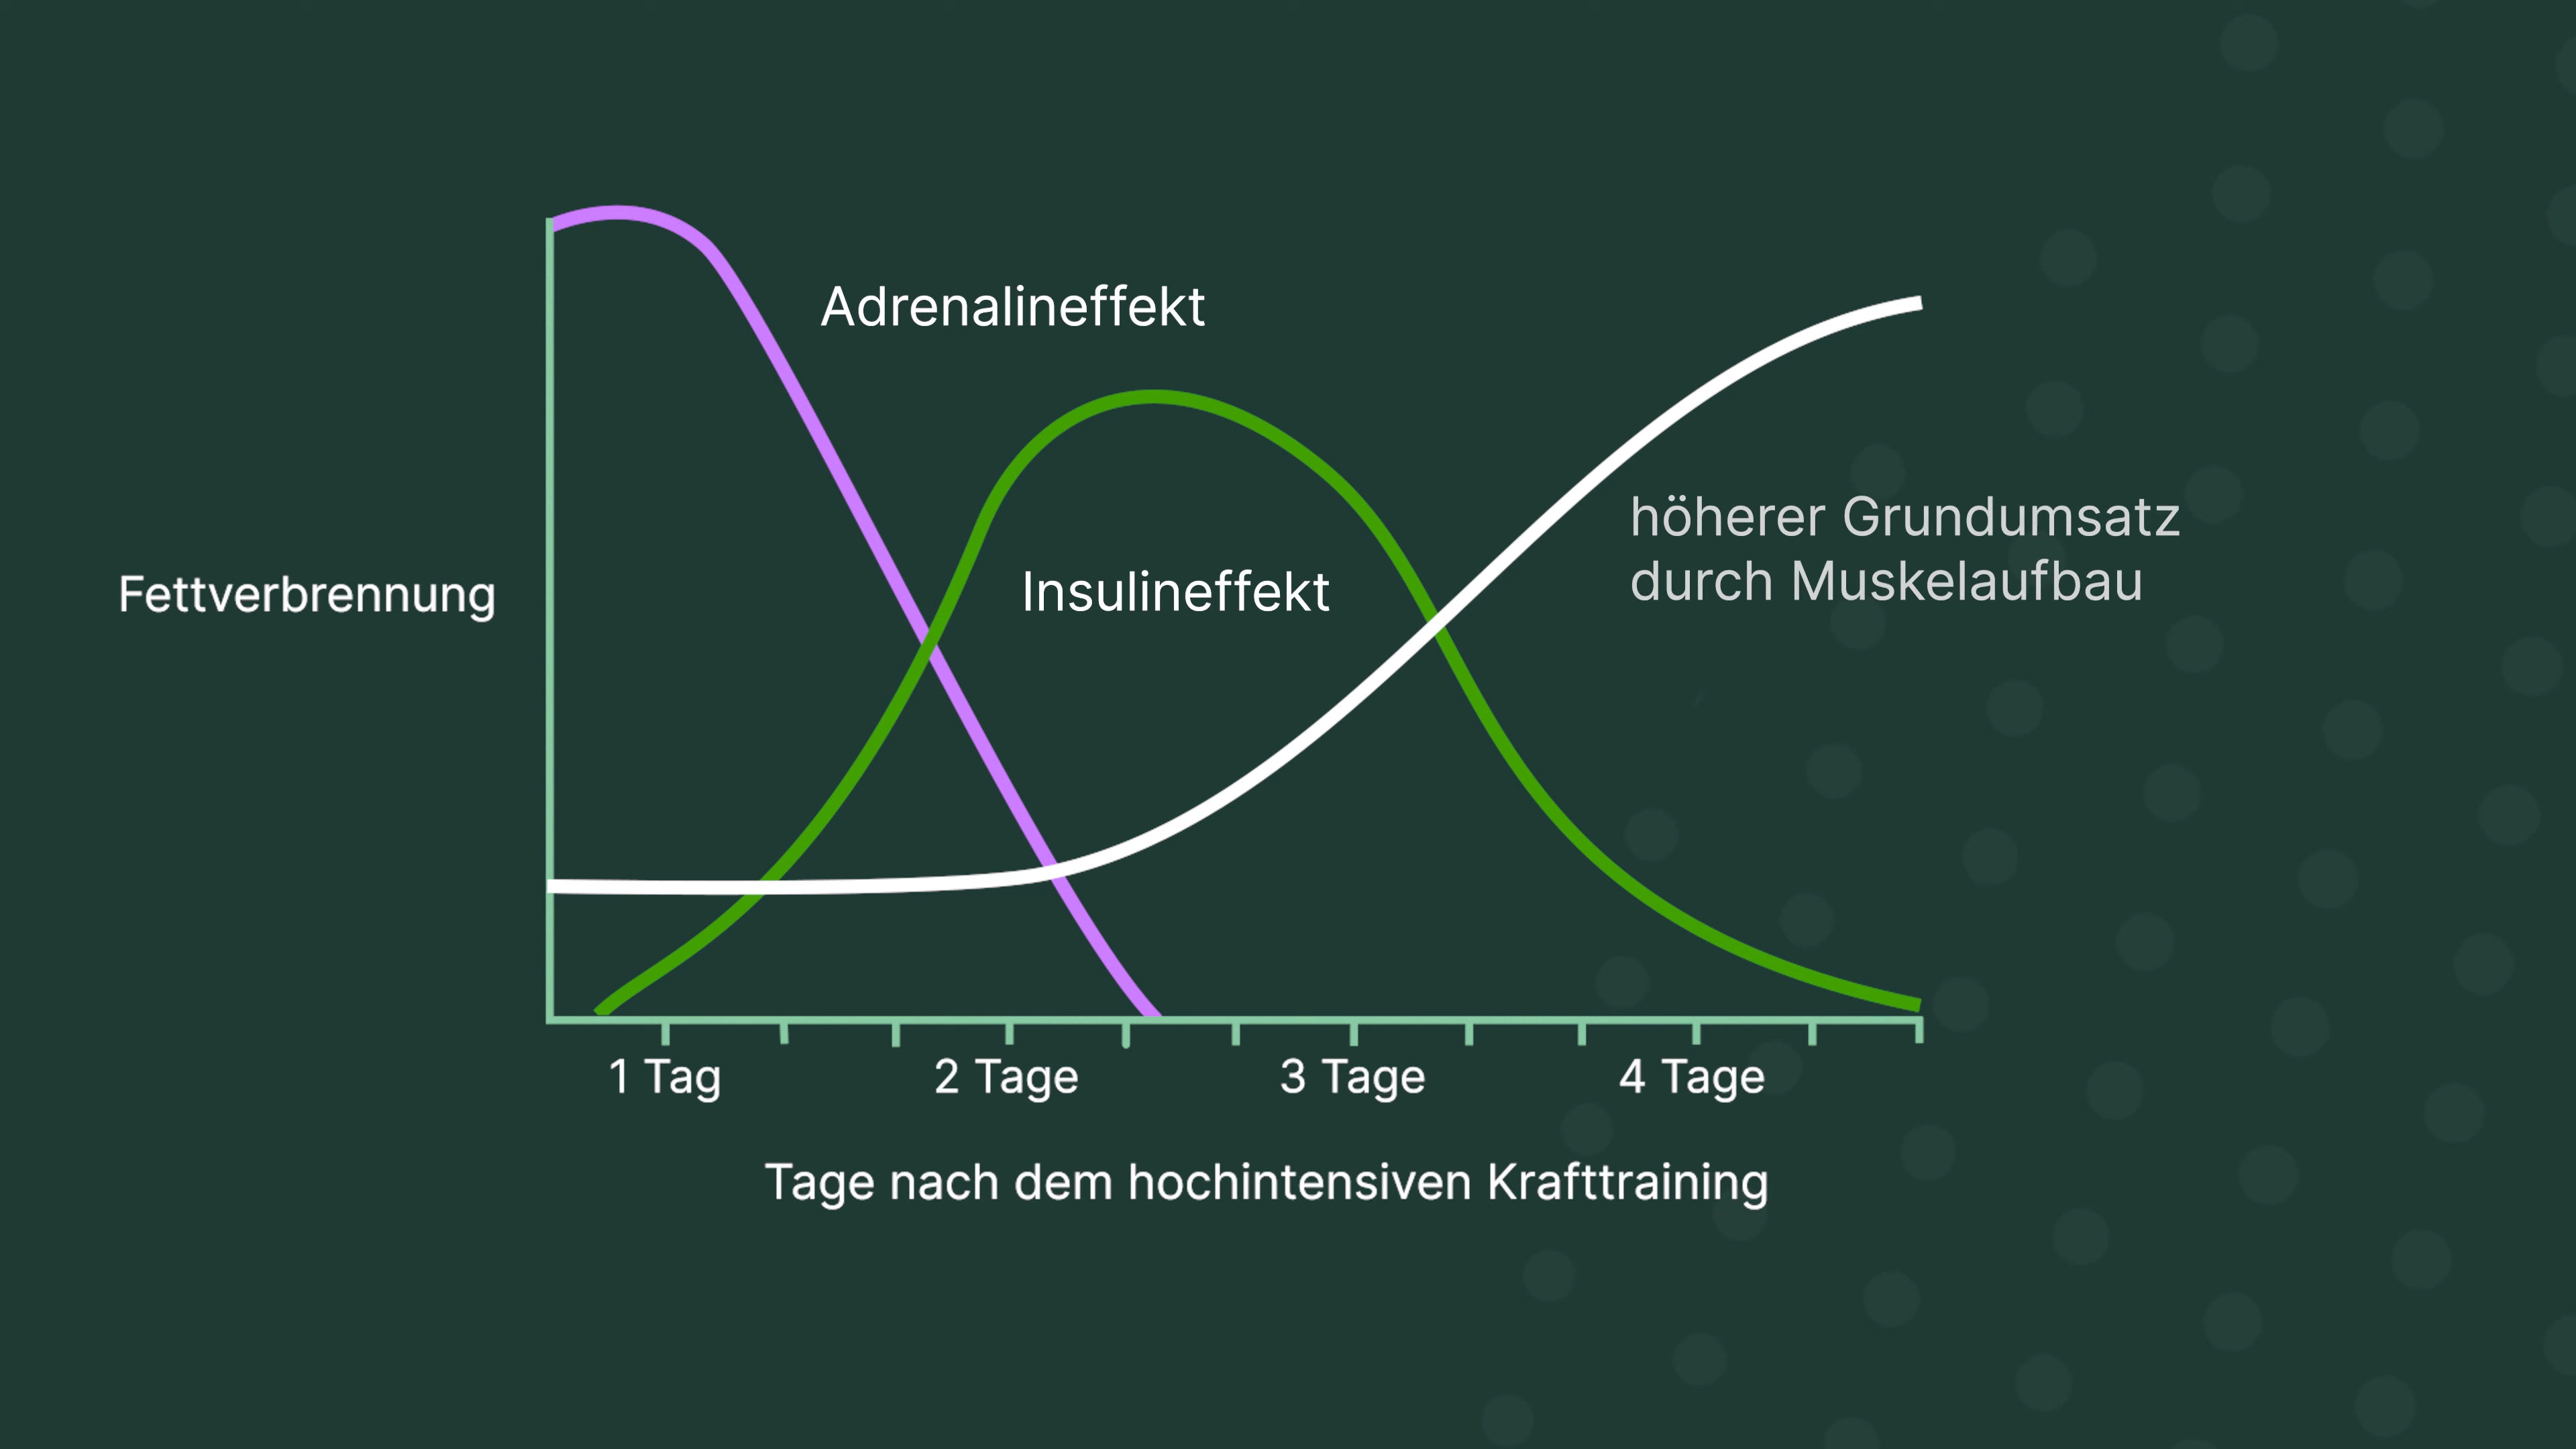 Adrenalineffekt
höherer Grundumsatz
durch Muskelaufbau
Insulineffekt
Fettverbrennung
1 Tag
2 Tage
3 Tage
4 Tage
Tage nach dem hochintensiven Krafttraining